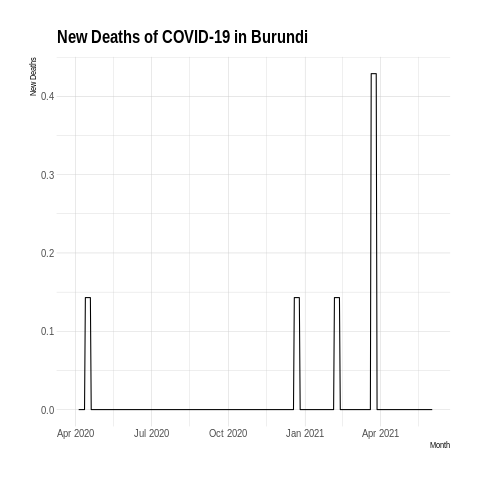 New Deaths of COVID-19 in Burundi
New Deaths
0.4
0.3
0.2
0.1
0.0
Apr 2020 Jul 2020 Oct 2020 Jan 2021 Apr 2021
Month